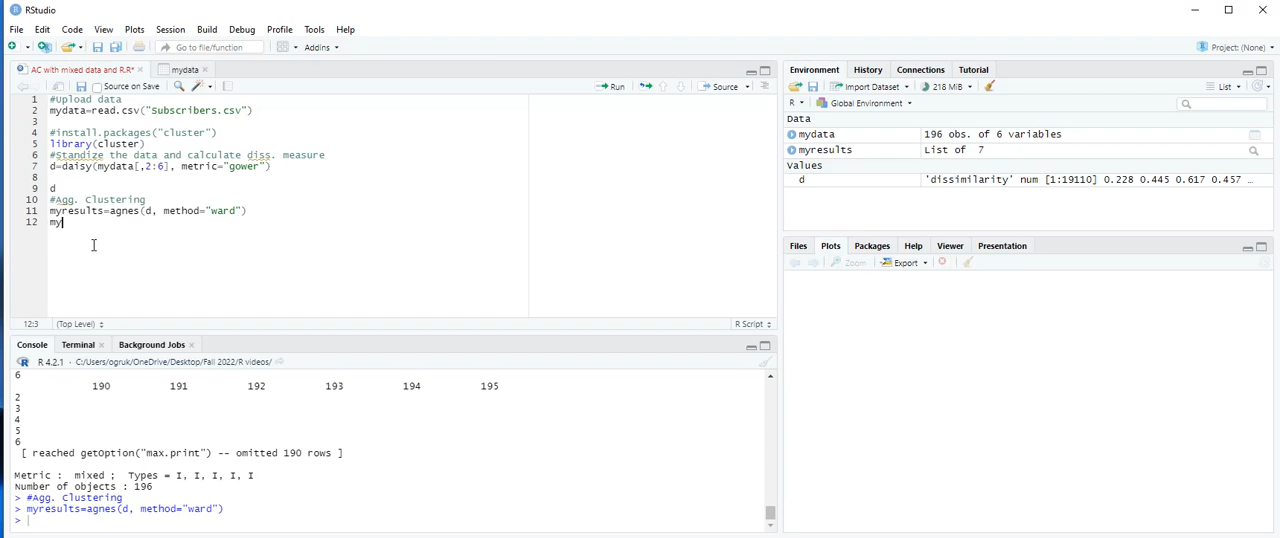 RStudio
File Edit Code View Plots Session Build Debug Profile Tools Help
Go to file/function Addins Project: (None)
AC with mixed data and R.R* mydata
Source on Save Run Source
1 #Upload data
2 mydata=read.csv("Subscribers.csv")
3
4 #install.packages("cluster")
5 library(cluster)
6 #Standize the data and calculate diss. measure
7 d=daisy(mydata[,2:6], metric="gower")
8
9 d
10 #Agg. Clustering
11 myresults=agnes(d, method="ward")
12 my
12:3 (Top Level) R Script
Console Terminal Background Jobs
R 4.2.1 · C:/Users/ogruk/OneDrive/Desktop/Fall 2022/R videos/
6
190 191 192 193 194 195
2
3
4
5
6
[ reached getOption("max.print") -- omitted 190 rows ]
Metric : mixed ; Types = I, I, I, I, I
Number of objects : 196
> #Agg. Clustering
> myresults=agnes(d, method="ward")
>
Environment History Connections Tutorial
Import Dataset 218 MiB List
R Global Environment
Data
mydata 196 obs. of 6 variables
myresults List of 7
Values
d 'dissimilarity' num [1:19110] 0.228 0.445 0.617 0.457 ...
Files Plots Packages Help Viewer Presentation
Zoom Export